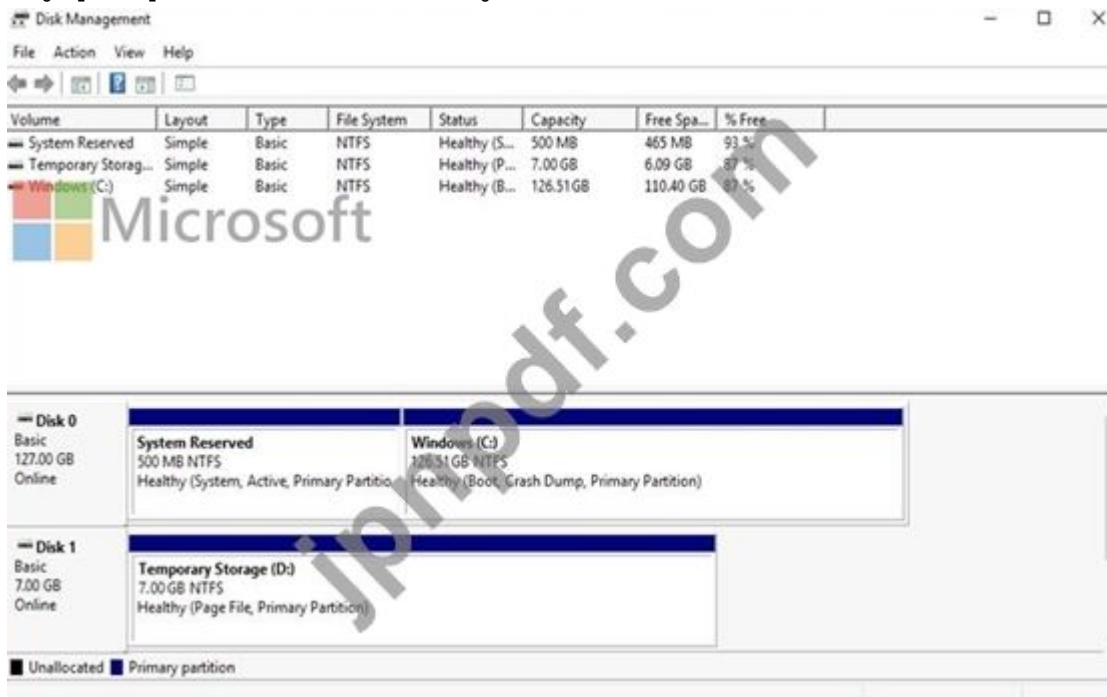 Disk Management
File Action View Help
Volume Layout Type File System Status Capacity Free Spa... % Free
System Reserved Simple Basic NTFS Healthy (S... 500 MB 465 MB 93 %
Temporary Storag... Simple Basic NTFS Healthy (P... 7.00 GB 6.09 GB 87 %
Windows (C:) Simple Basic NTFS Healthy (B... 126.51 GB 110.40 GB 87 %
Microsoft
jpnpdf.com
Disk 0
Basic
127.00 GB
Online
System Reserved
500 MB NTFS
Healthy (System, Active, Primary Partitio
Windows (C:)
126.51 GB NTFS
Healthy (Boot, Crash Dump, Primary Partition)
Disk 1
Basic
7.00 GB
Online
Temporary Storage (D:)
7.00 GB NTFS
Healthy (Page File, Primary Partition)
Unallocated Primary partition